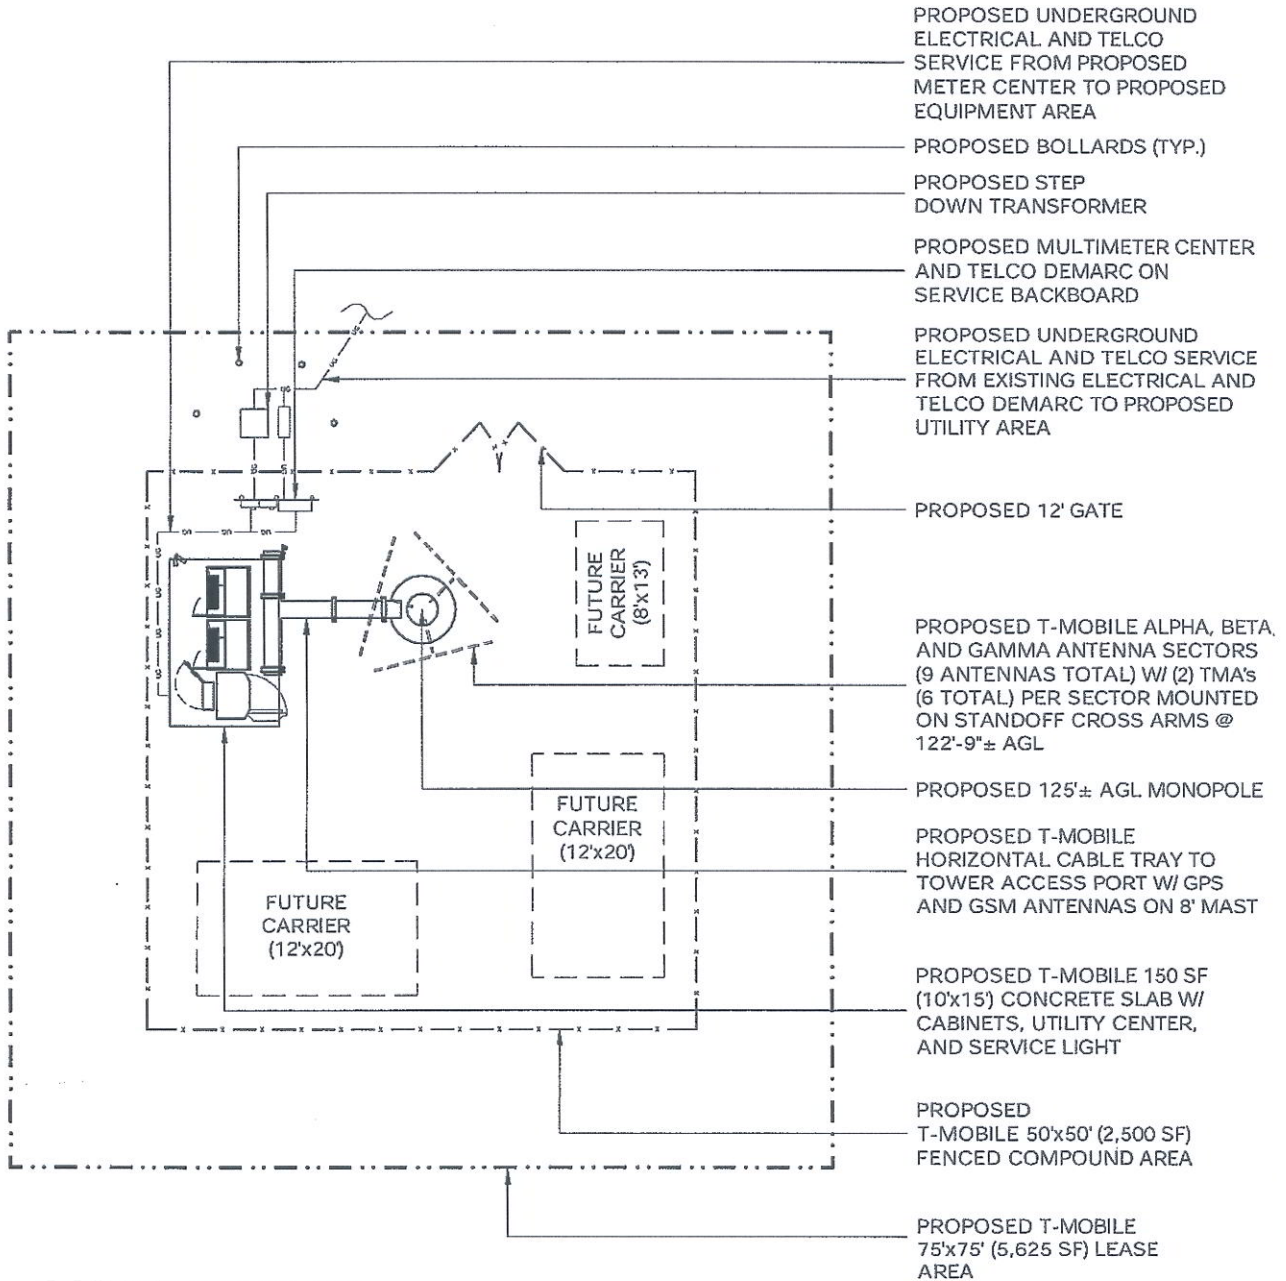 PROPOSED UNDERGROUND
ELECTRICAL AND TELCO
SERVICE FROM PROPOSED
METER CENTER TO PROPOSED
EQUIPMENT AREA
PROPOSED BOLLARDS (TYP.)
PROPOSED STEP
DOWN TRANSFORMER
PROPOSED MULTIMETER CENTER
AND TELCO DEMARC ON
SERVICE BACKBOARD
PROPOSED UNDERGROUND
ELECTRICAL AND TELCO SERVICE
FROM EXISTING ELECTRICAL AND
TELCO DEMARC TO PROPOSED
UTILITY AREA
PROPOSED 12' GATE
FUTURE
CARRIER
(8'x13')
PROPOSED T-MOBILE ALPHA, BETA,
AND GAMMA ANTENNA SECTORS
(9 ANTENNAS TOTAL) W/ (2) TMA's
(6 TOTAL) PER SECTOR MOUNTED
ON STANDOFF CROSS ARMS @
122'-9"± AGL
PROPOSED 125'± AGL MONOPOLE
FUTURE
CARRIER
(12'x20')
PROPOSED T-MOBILE
HORIZONTAL CABLE TRAY TO
TOWER ACCESS PORT W/ GPS
AND GSM ANTENNAS ON 8' MAST
FUTURE
CARRIER
(12'x20')
PROPOSED T-MOBILE 150 SF
(10'x15') CONCRETE SLAB W/
CABINETS, UTILITY CENTER,
AND SERVICE LIGHT
PROPOSED
T-MOBILE 50'x50' (2,500 SF)
FENCED COMPOUND AREA
PROPOSED T-MOBILE
75'x75' (5,625 SF) LEASE
AREA
UG
UG
UG